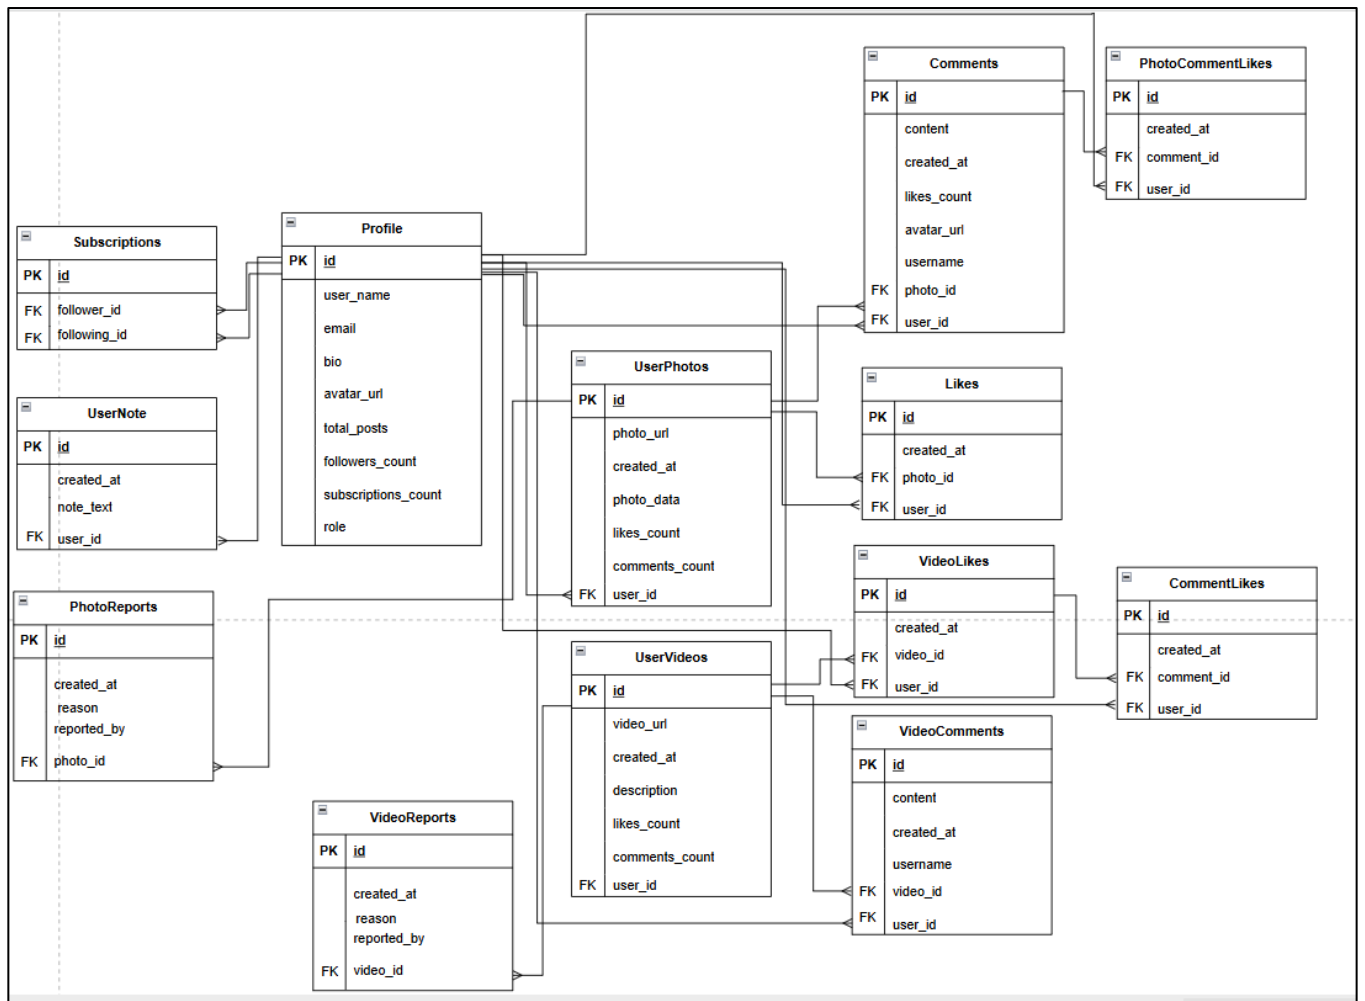 Subscriptions
PK id
FK follower_id
FK following_id
UserNote
PK id
created_at
note_text
FK user_id
PhotoReports
PK id
created_at
reason
reported_by
FK photo_id
Profile
PK id
user_name
email
bio
avatar_url
total_posts
followers_count
subscriptions_count
role
VideoReports
PK id
created_at
reason
reported_by
FK video_id
UserPhotos
PK id
photo_url
created_at
photo_data
likes_count
comments_count
FK user_id
UserVideos
PK id
video_url
created_at
description
likes_count
comments_count
FK user_id
Comments
PK id
content
created_at
likes_count
avatar_url
username
FK photo_id
FK user_id
Likes
PK id
created_at
FK photo_id
FK user_id
VideoLikes
PK id
created_at
FK video_id
FK user_id
VideoComments
PK id
content
created_at
username
FK video_id
FK user_id
PhotoCommentLikes
PK id
created_at
FK comment_id
FK user_id
CommentLikes
PK id
created_at
FK comment_id
FK user_id